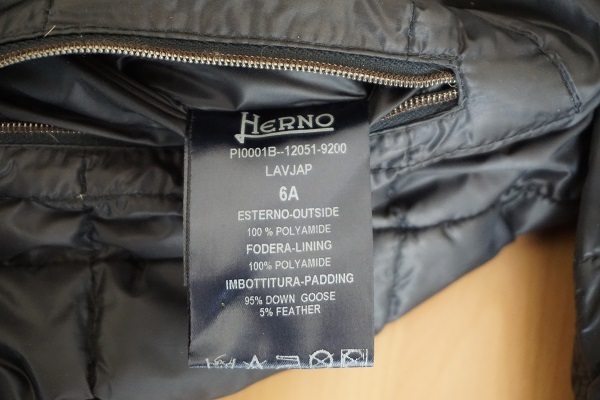 HERNO
PI0001B--12051-9200
LAVJAP
6A
ESTERNO-OUTSIDE
100 % POLYAMIDE
FODERA-LINING
100% POLYAMIDE
IMBOTTITURA-PADDING
95% DOWN GOOSE
5% FEATHER